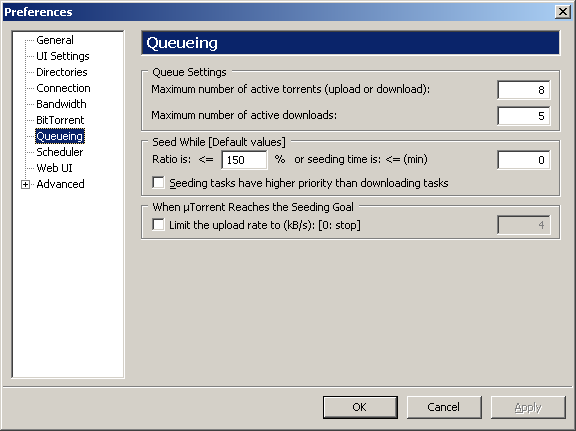 Preferences
General
UI Settings
Directories
Connection
Bandwidth
BitTorrent
Queueing
Scheduler
Web UI
Advanced
Queueing
Queue Settings
Maximum number of active torrents (upload or download): 8
Maximum number of active downloads: 5
Seed While [Default values]
Ratio is: <= 150 % or seeding time is: <= (min) 0
Seeding tasks have higher priority than downloading tasks
When µTorrent Reaches the Seeding Goal
Limit the upload rate to (kB/s): [0: stop] 4
OK Cancel Apply